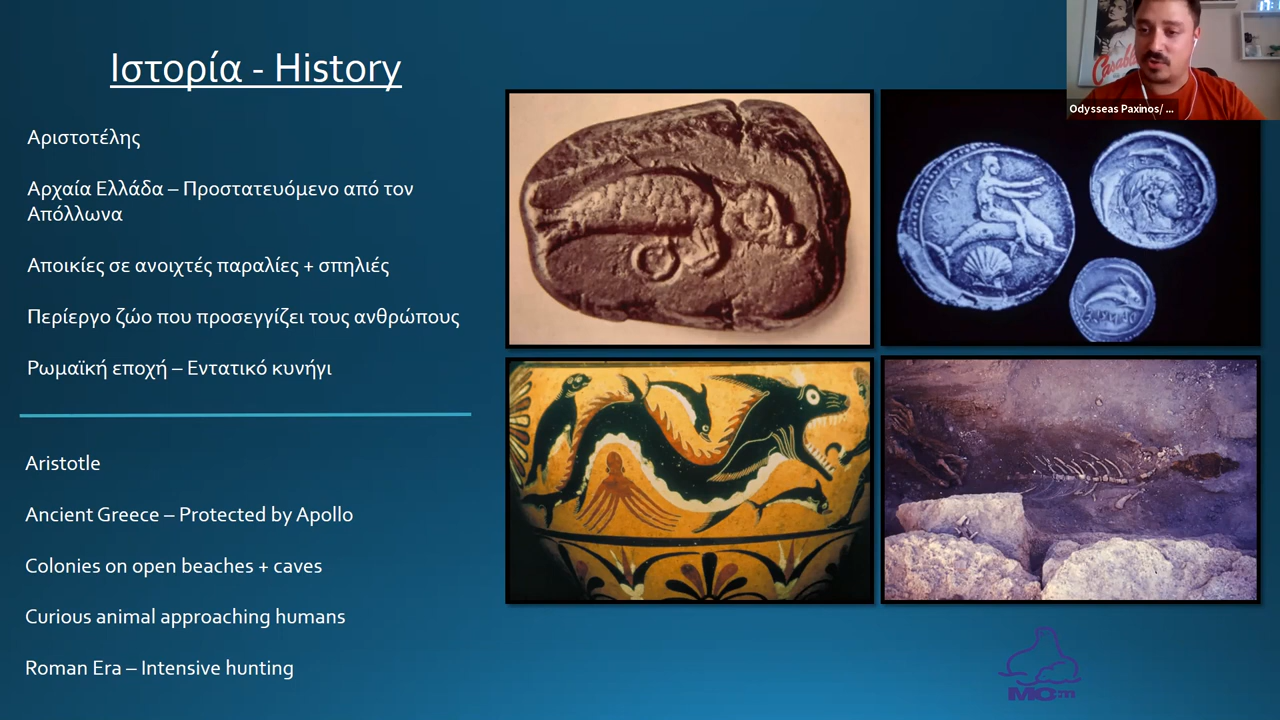 Ιστορία - History
Αριστοτέλης
Αρχαία Ελλάδα – Προστατευόμενο από τον
Απόλλωνα
Αποικίες σε ανοιχτές παραλίες + σπηλιές
Περίεργο ζώο που προσεγγίζει τους ανθρώπους
Ρωμαϊκή εποχή – Εντατικό κυνήγι
Aristotle
Ancient Greece – Protected by Apollo
Colonies on open beaches + caves
Curious animal approaching humans
Roman Era – Intensive hunting
Casablanca
Odysseas Paxinos/ ...